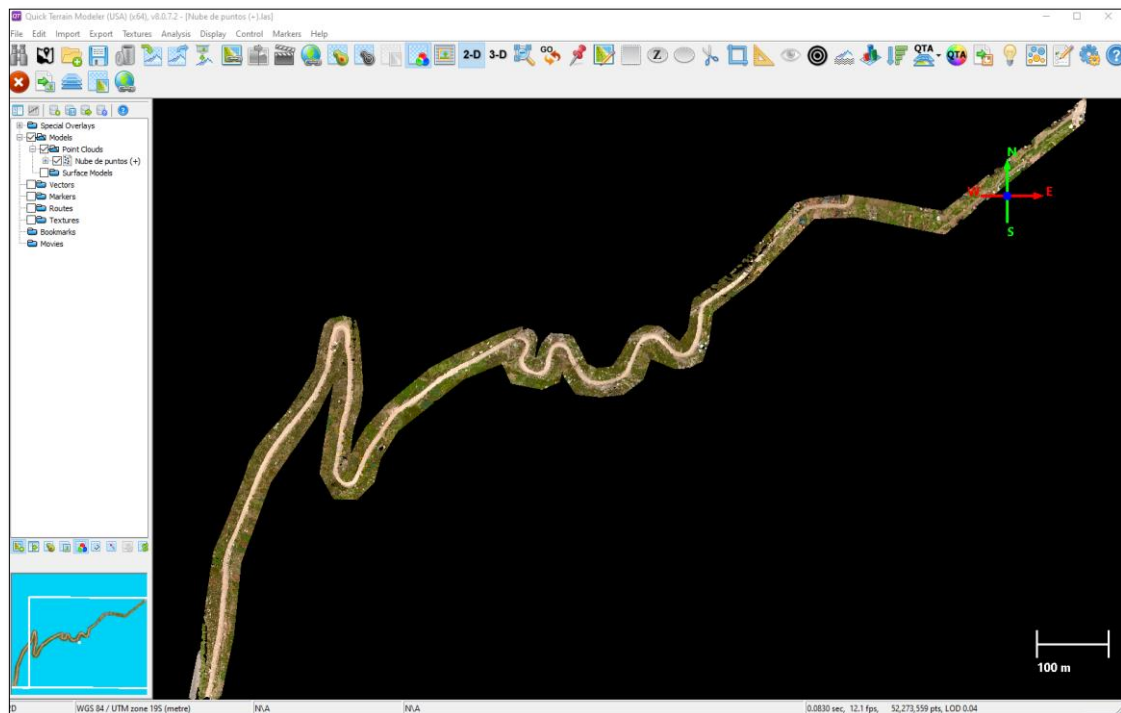 Quick Terrain Modeler (USA) (x64), v8.0.7.2 - [Nube de puntos (+).las]
File Edit Import Export Textures Analysis Display Control Markers Help
2-D 3-D GO Z QTA QTA
Special Overlays
Models
Point Clouds
Nube de puntos (+)
Surface Models
Vectors
Markers
Routes
Textures
Bookmarks
Movies
N
W E
S
100 m
WGS 84 / UTM zone 19S (metre) N\A N\A 0.0830 sec, 12.1 fps, 52,273,559 pts, LOD 0.04